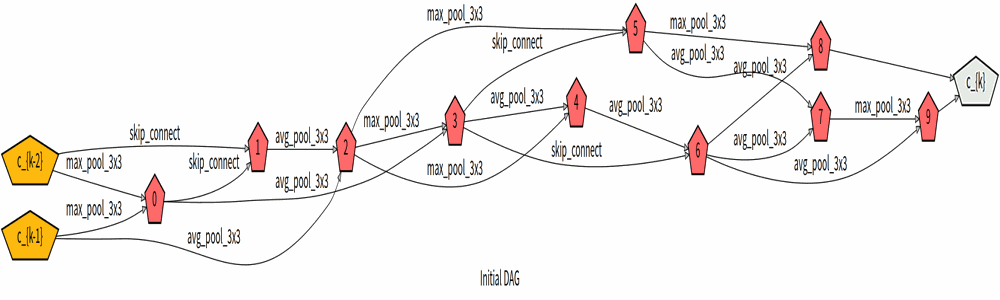 max_pool_3x3
5
max_pool_3x3
skip_connect
avg_pool_3x3
8
avg_pool_3x3
c_{k}
avg_pool_3x3
4
avg_pool_3x3
max_pool_3x3
7
max_pool_3x3
9
max_pool_3x3
3
skip_connect
avg_pool_3x3
1
2
avg_pool_3x3
6
skip_connect
c_{k-2}
max_pool_3x3
skip_connect
max_pool_3x3
avg_pool_3x3
avg_pool_3x3
0
max_pool_3x3
c_{k-1}
avg_pool_3x3
Initial DAG